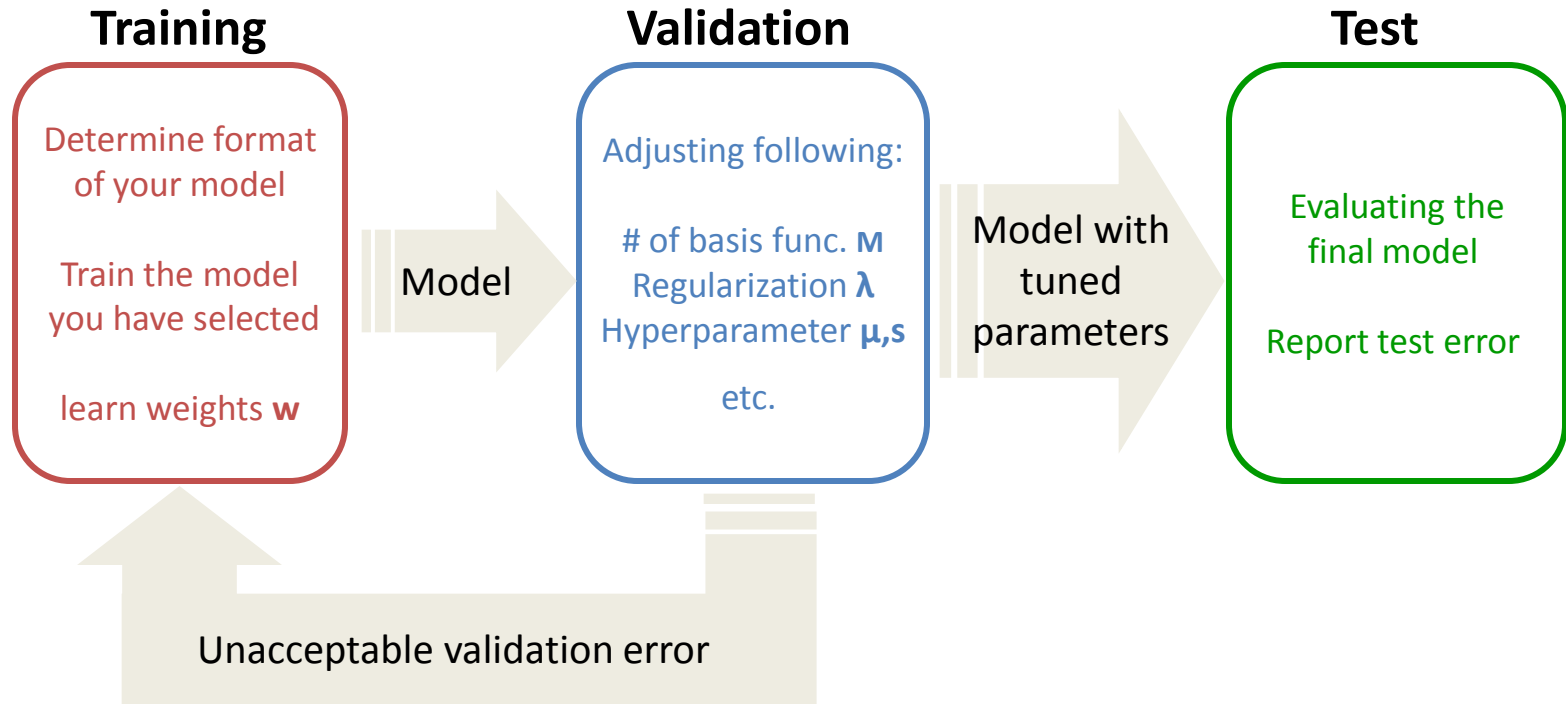 Training
Determine format
of your model
Train the model
you have selected
learn weights w
Model
Validation
Adjusting following:
# of basis func. M
Regularization λ
Hyperparameter μ,s
etc.
Model with
tuned
parameters
Test
Evaluating the
final model
Report test error
Unacceptable validation error